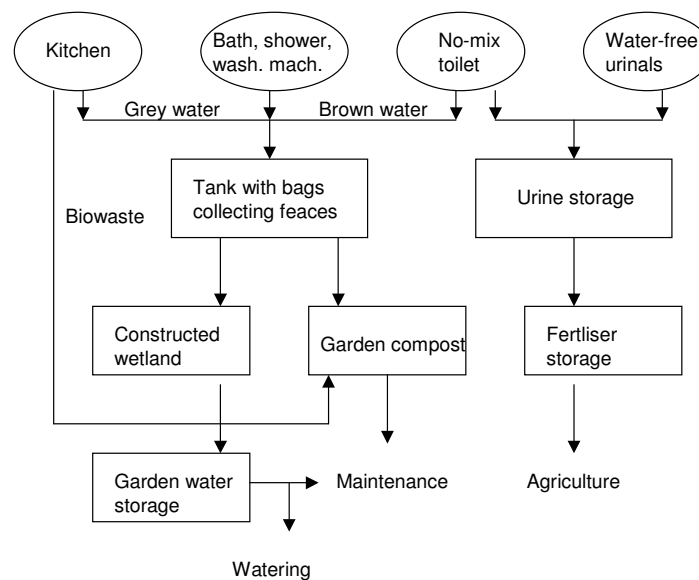 Kitchen
Bath, shower,
wash. mach.
No-mix
toilet
Water-free
urinals
Grey water
Brown water
Tank with bags
collecting feaces
Urine storage
Biowaste
Constructed
wetland
Garden compost
Fertliser
storage
Garden water
storage
Maintenance
Agriculture
Watering